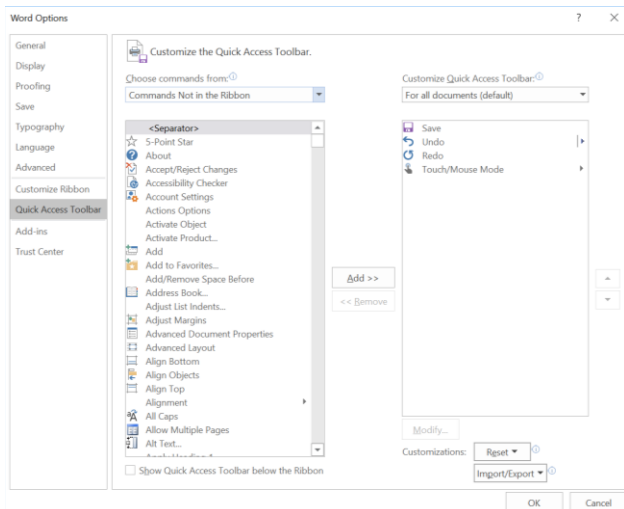 Word Options
?
General
Display
Proofing
Save
Typography
Language
Advanced
Customize Ribbon
Quick Access Toolbar
Add-ins
Trust Center
Customize the Quick Access Toolbar.
Choose commands from:
Commands Not in the Ribbon
<Separator>
5-Point Star
About
Accept/Reject Changes
Accessibility Checker
Account Settings
Actions Options
Activate Object
Activate Product...
Add
Add to Favorites...
Add/Remove Space Before
Address Book...
Adjust List Indents...
Adjust Margins
Advanced Document Properties
Advanced Layout
Align Bottom
Align Objects
Align Top
Alignment
All Caps
Allow Multiple Pages
Alt Text...
Show Quick Access Toolbar below the Ribbon
Add >>
<< Remove
Customize Quick Access Toolbar:
For all documents (default)
Save
Undo
Redo
Touch/Mouse Mode
Modify...
Customizations:
Reset
Import/Export
OK
Cancel